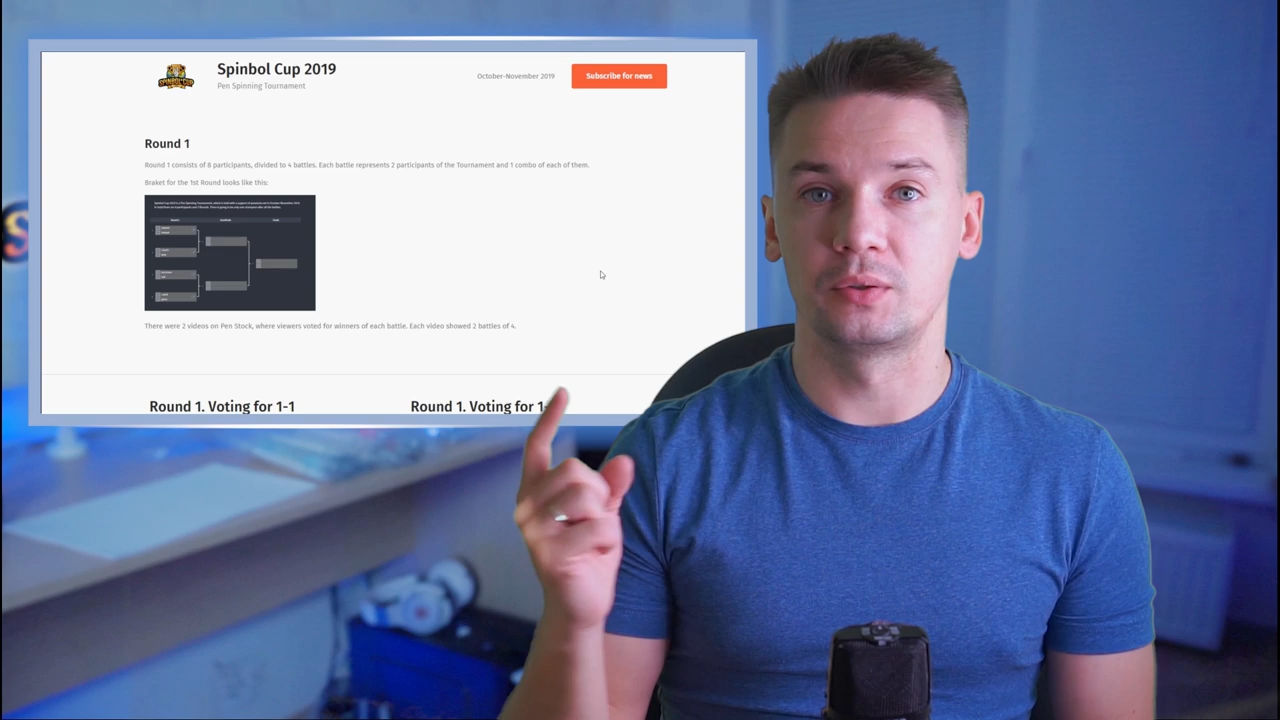 SPINBOL CUP
Spinbol Cup 2019
Pen Spinning Tournament
October-November 2019
Subscribe for news
Round 1
Round 1 consists of 8 participants, divided to 4 battles. Each battle represents 2 participants of the Tournament and 1 combo of each of them.
Braket for the 1st Round looks like this:
There were 2 videos on Pen Stock, where viewers voted for winners of each battle. Each video showed 2 battles of 4.
Round 1. Voting for 1-1
Round 1. Voting for